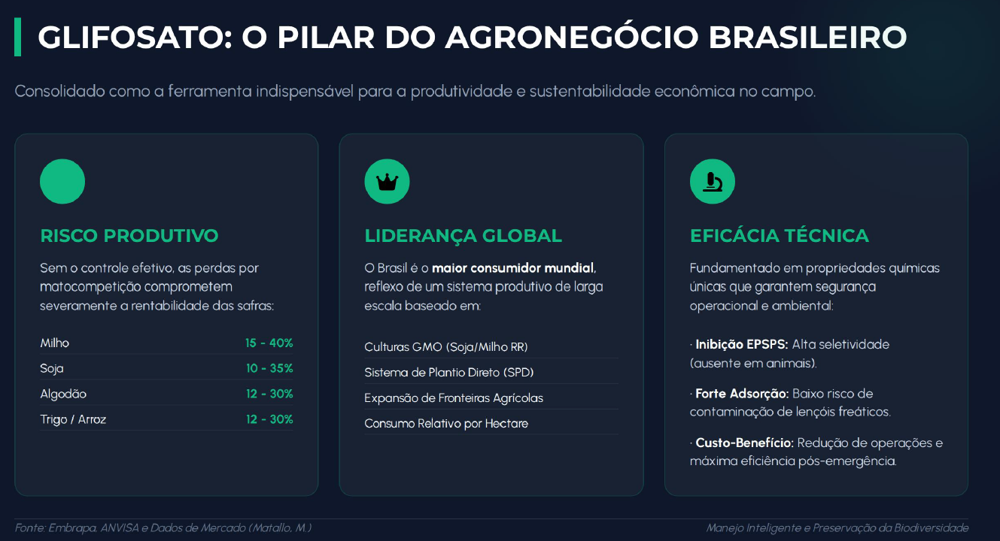 GLIFOSATO: O PILAR DO AGRONEGÓCIO BRASILEIRO
Consolidado como a ferramenta indispensável para a produtividade e sustentabilidade econômica no campo.
RISCO PRODUTIVO
Sem o controle efetivo, as perdas por
matocompetição comprometem
severamente a rentabilidade das safras:
Milho 15 - 40%
Soja 10 - 35%
Algodão 12 - 30%
Trigo / Arroz 12 - 30%
LIDERANÇA GLOBAL
O Brasil é o maior consumidor mundial,
reflexo de um sistema produtivo de larga
escala baseado em:
Culturas GMO (Soja/Milho RR)
Sistema de Plantio Direto (SPD)
Expansão de Fronteiras Agrícolas
Consumo Relativo por Hectare
EFICÁCIA TÉCNICA
Fundamentado em propriedades químicas
únicas que garantem segurança
operacional e ambiental:
· Inibição EPSPS: Alta seletividade
(ausente em animais).
· Forte Adsorção: Baixo risco de
contaminação de lençóis freáticos.
· Custo-Benefício: Redução de operações e
máxima eficiência pós-emergência.
Fonte: Embrapa, ANVISA e Dados de Mercado (Matallo, M.)
Manejo Inteligente e Preservação da Biodiversidade